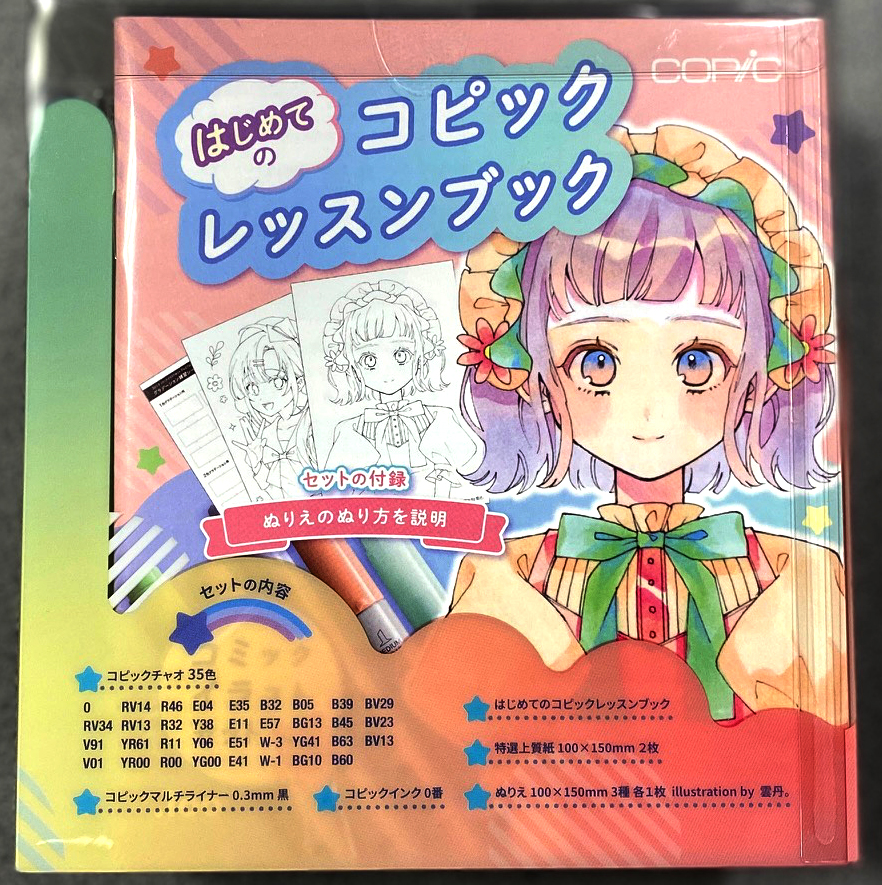 COPIC
はじめて
の
コピック
レッスンブック
セットの付録
ぬりえのぬり方を説明
セットの内容
コピックチャオ 35色
0 RV14 R46 E04 E35 B32 B05 B39 BV29
RV34 RV13 R32 Y38 E11 E57 BG13 B45 BV23
V91 YR61 R11 Y06 E51 W-3 YG41 B63 BV13
V01 YR00 R00 YG00 E41 W-1 BG10 B60
コピックマルチライナー 0.3mm 黒
コピックインク 0番
はじめてのコピックレッスンブック
特選上質紙 100×150mm 2枚
ぬりえ 100×150mm 3種 各1枚 illustration by 雲丹。